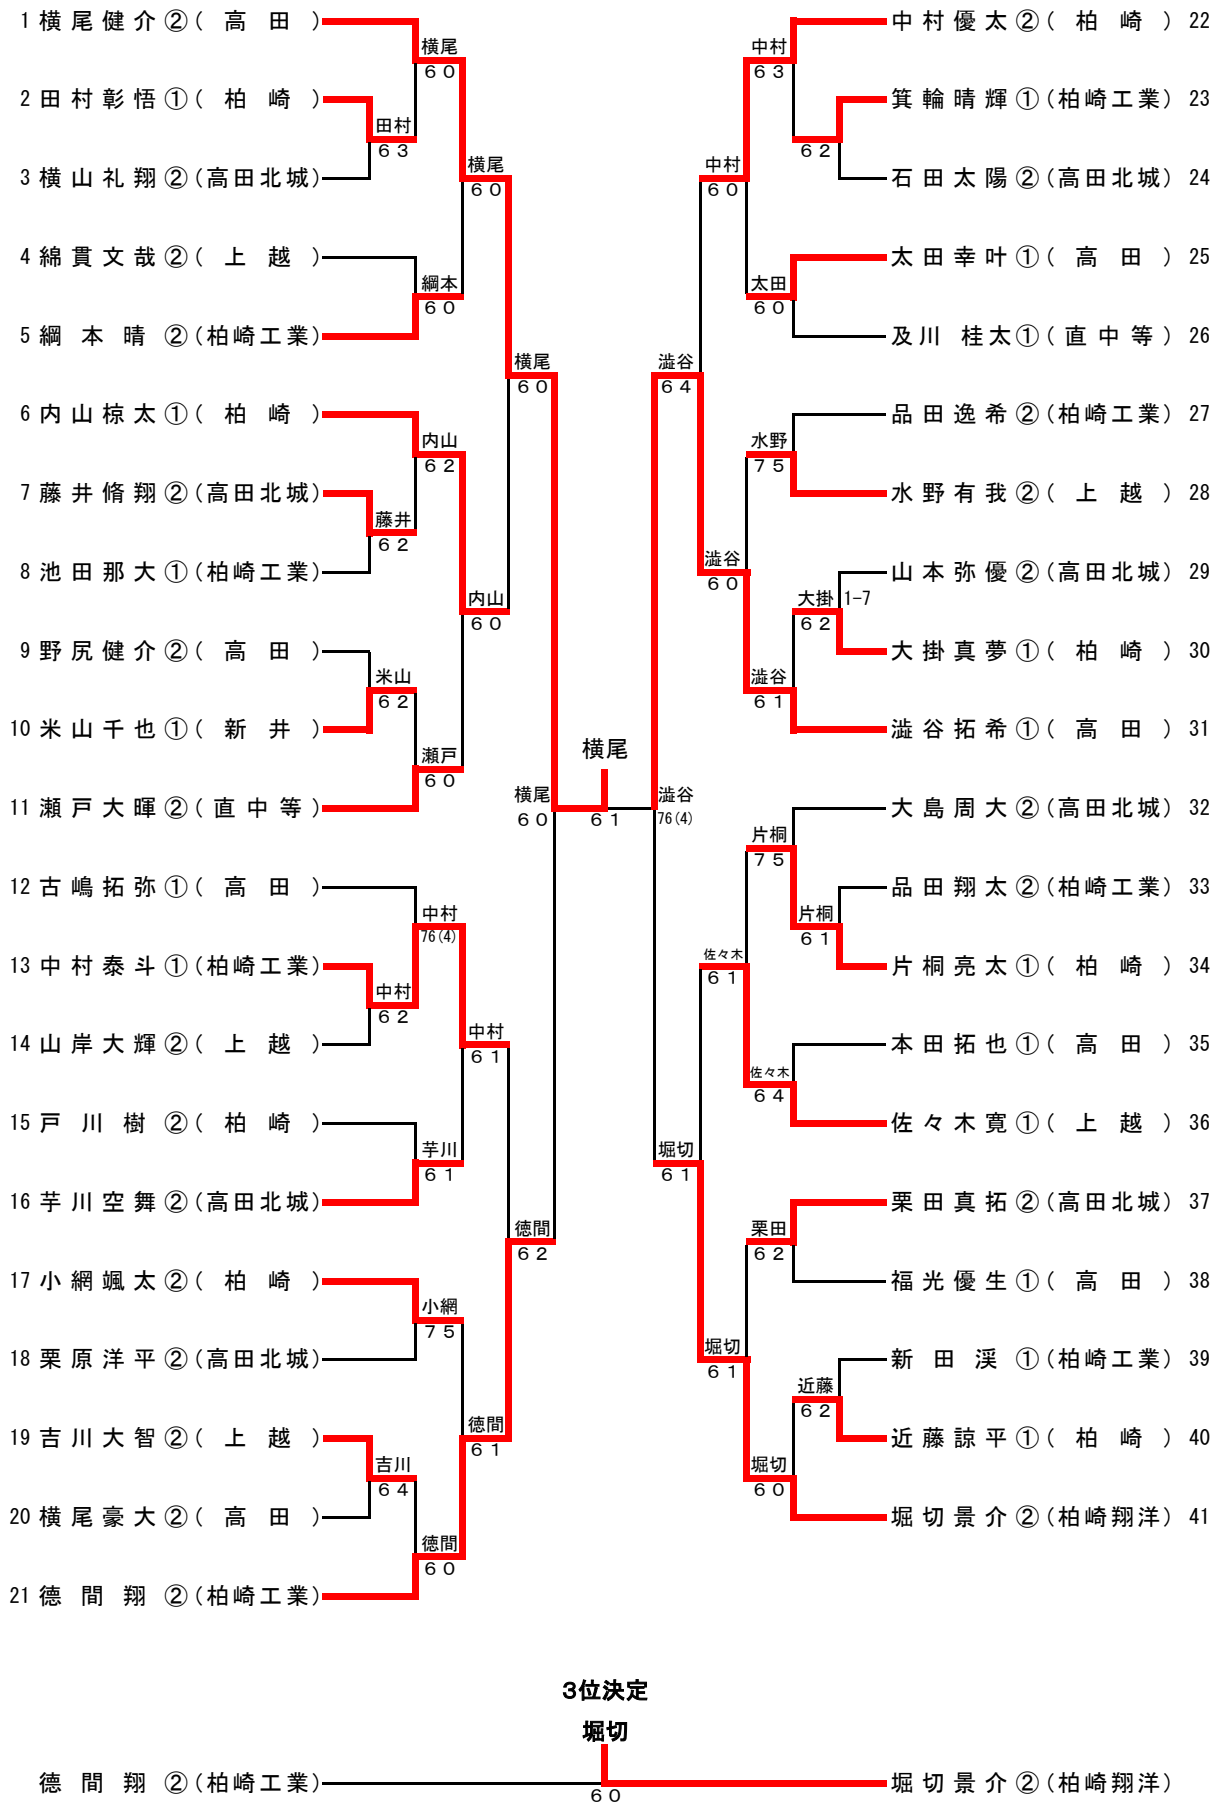 1 横尾健介②(高田)
2 田村彰悟①(柏崎)
3 横山礼翔②(高田北城)
4 綿貫文哉②(上越)
5 綱本晴②(柏崎工業)
6 内山椋太①(柏崎)
7 藤井脩翔②(高田北城)
8 池田那大①(柏崎工業)
9 野尻健介②(高田)
10 米山千也①(新井)
11 瀬戸大暉②(直中等)
12 古嶋拓弥①(高田)
13 中村泰斗①(柏崎工業)
14 山岸大輝②(上越)
15 戸川樹②(柏崎)
16 芋川空舞②(高田北城)
17 小網颯太②(柏崎)
18 栗原洋平②(高田北城)
19 吉川大智②(上越)
20 横尾豪大②(高田)
21 德間翔②(柏崎工業)
田村
63
藤井
62
米山
62
中村
62
吉川
64
横尾
60
綱本
60
内山
62
瀬戸
60
中村
76(4)
芋川
61
小網
75
徳間
60
横尾
60
内山
60
中村
61
徳間
61
横尾
60
徳間
62
横尾
60
横尾
61
澁谷
76(4)
澁谷
64
堀切
61
中村
60
澁谷
60
佐々木
61
堀切
61
中村
63
太田
60
水野
75
澁谷
61
片桐
75
佐々木
64
栗田
62
堀切
60
62
大掛
1-7
62
片桐
61
近藤
62
中村優太②(柏崎) 22
箕輪晴輝①(柏崎工業) 23
石田太陽②(高田北城) 24
太田幸叶①(高田) 25
及川桂太①(直中等) 26
品田逸希②(柏崎工業) 27
水野有我②(上越) 28
山本弥優②(高田北城) 29
大掛真夢①(柏崎) 30
澁谷拓希①(高田) 31
大島周大②(高田北城) 32
品田翔太②(柏崎工業) 33
片桐亮太①(柏崎) 34
本田拓也①(高田) 35
佐々木寛①(上越) 36
栗田真拓②(高田北城) 37
福光優生①(高田) 38
新田渓①(柏崎工業) 39
近藤諒平①(柏崎) 40
堀切景介②(柏崎翔洋) 41
3位決定
堀切
德間翔②(柏崎工業)
60
堀切景介②(柏崎翔洋)